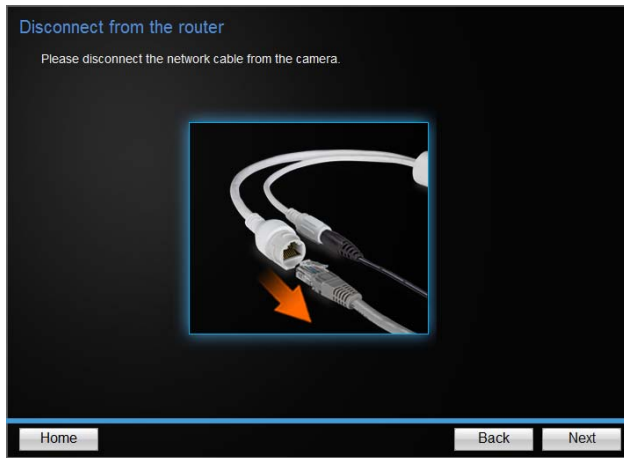 Disconnect from the router
Please disconnect the network cable from the camera.
Home
Back
Next